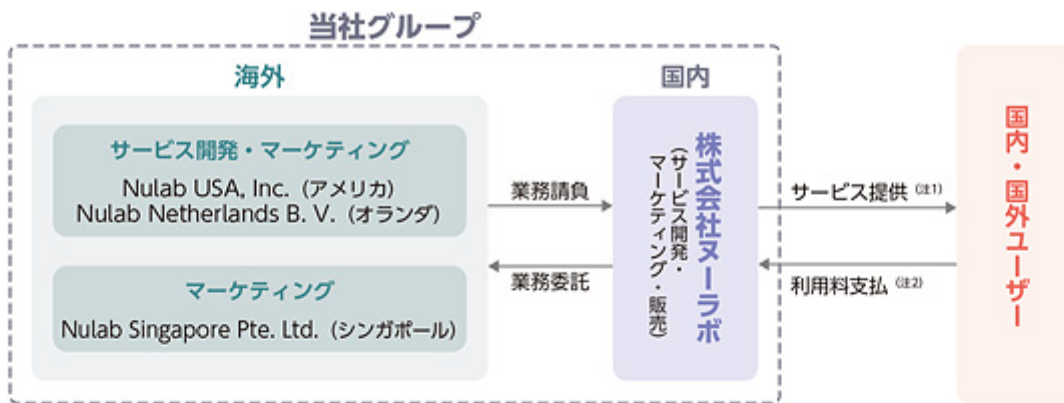 当社グループ
海外
サービス開発・マーケティング
Nulab USA, Inc.（アメリカ）
Nulab Netherlands B. V.（オランダ）
マーケティング
Nulab Singapore Pte. Ltd.（シンガポール）
業務請負
業務委託
国内
株式会社ヌーラボ
（サービス開発・
マーケティング・販売）
サービス提供（注1）
利用料支払（注2）
国内・国外ユーザー